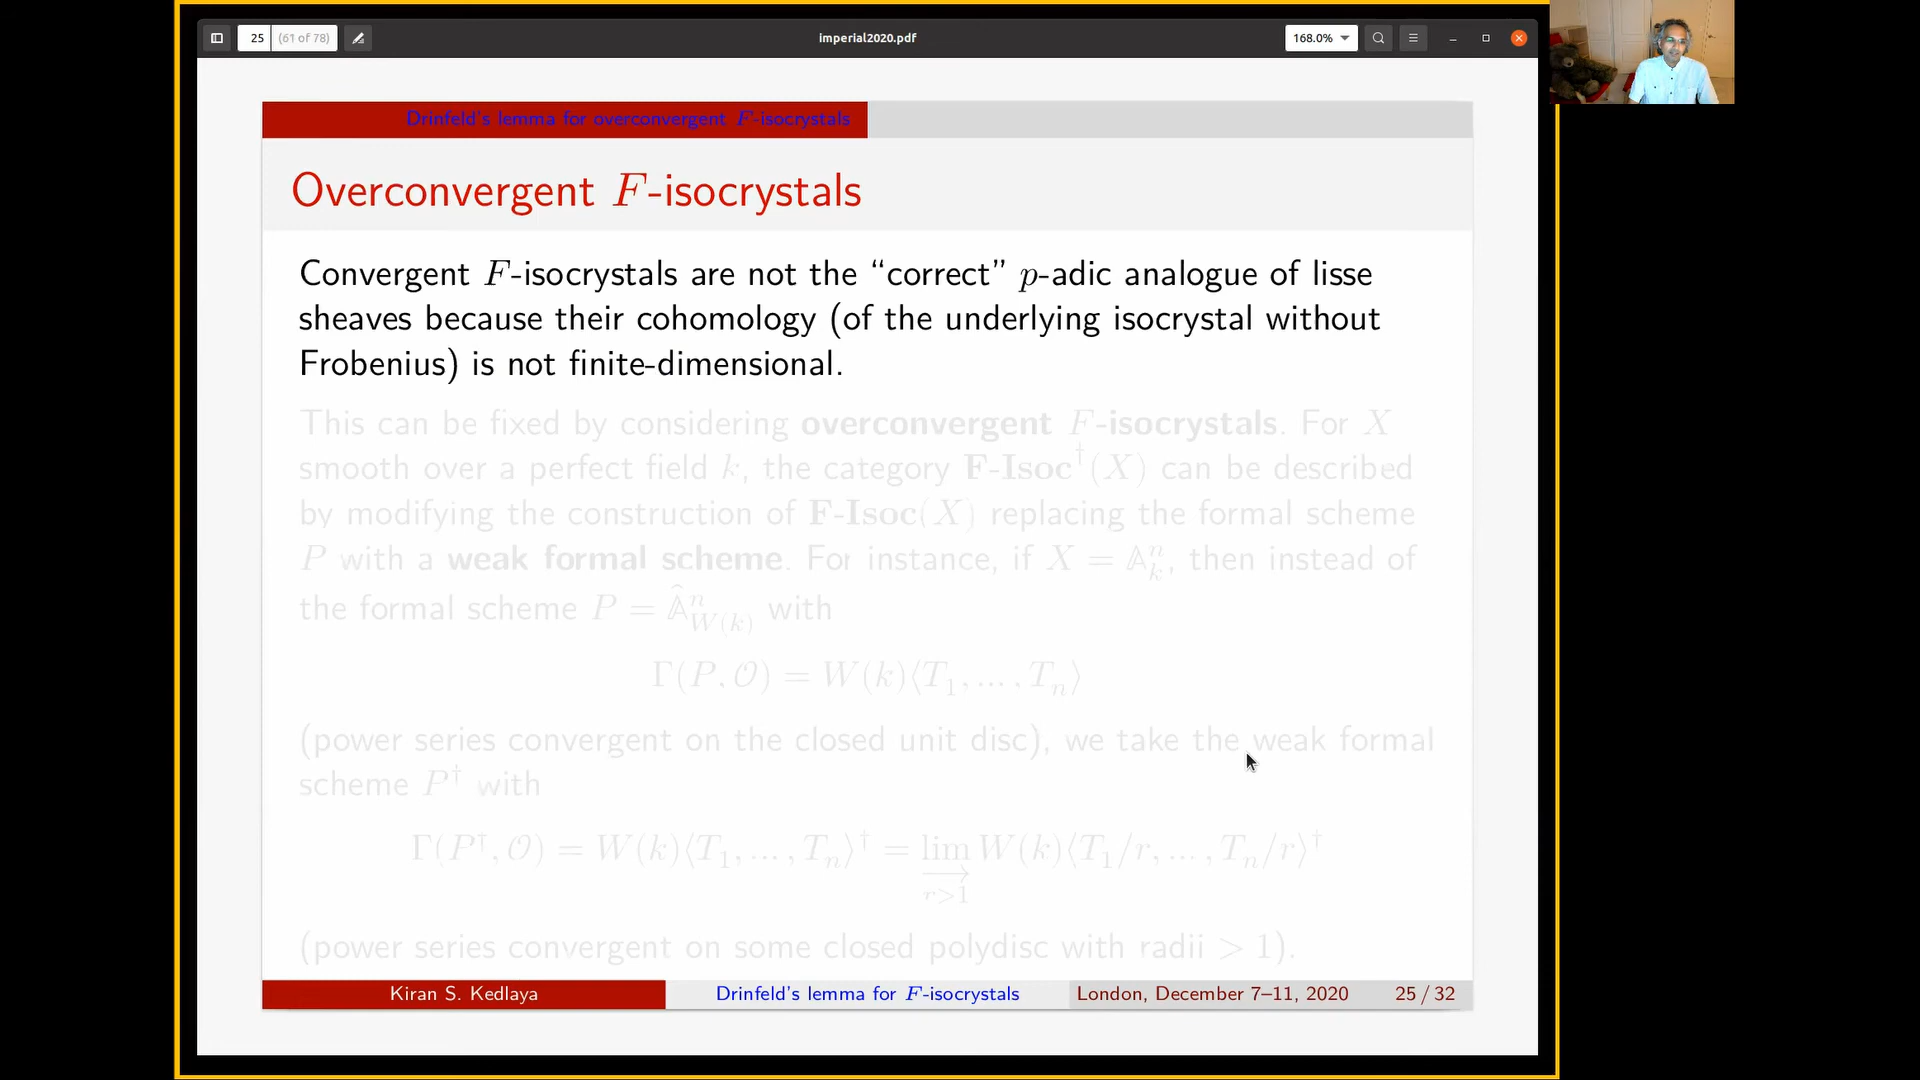 25 (61 of 78) imperial2020.pdf 168.0%
Drinfeld's lemma for overconvergent F-isocrystals
Overconvergent F-isocrystals
Convergent F-isocrystals are not the “correct” p-adic analogue of lisse
sheaves because their cohomology (of the underlying isocrystal without
Frobenius) is not finite-dimensional.
This can be fixed by considering overconvergent F-isocrystals. For X
smooth over a perfect field k, the category F-Isoc†(X) can be described
by modifying the construction of F-Isoc(X) replacing the formal scheme
P with a weak formal scheme. For instance, if X = 𝔸ⁿₖ, then instead of
the formal scheme P = 𝔸̂ⁿ_{W(k)} with
Γ(P, 𝒪) = W(k)⟨T₁, … , Tₙ⟩
(power series convergent on the closed unit disc), we take the weak formal
scheme P† with
Γ(P†, 𝒪) = W(k)⟨T₁, … , Tₙ⟩† = lim→_{r>1} W(k)⟨T₁/r, … , Tₙ/r⟩†
(power series convergent on some closed polydisc with radii > 1).
Kiran S. Kedlaya Drinfeld's lemma for F-isocrystals London, December 7–11, 2020 25 / 32